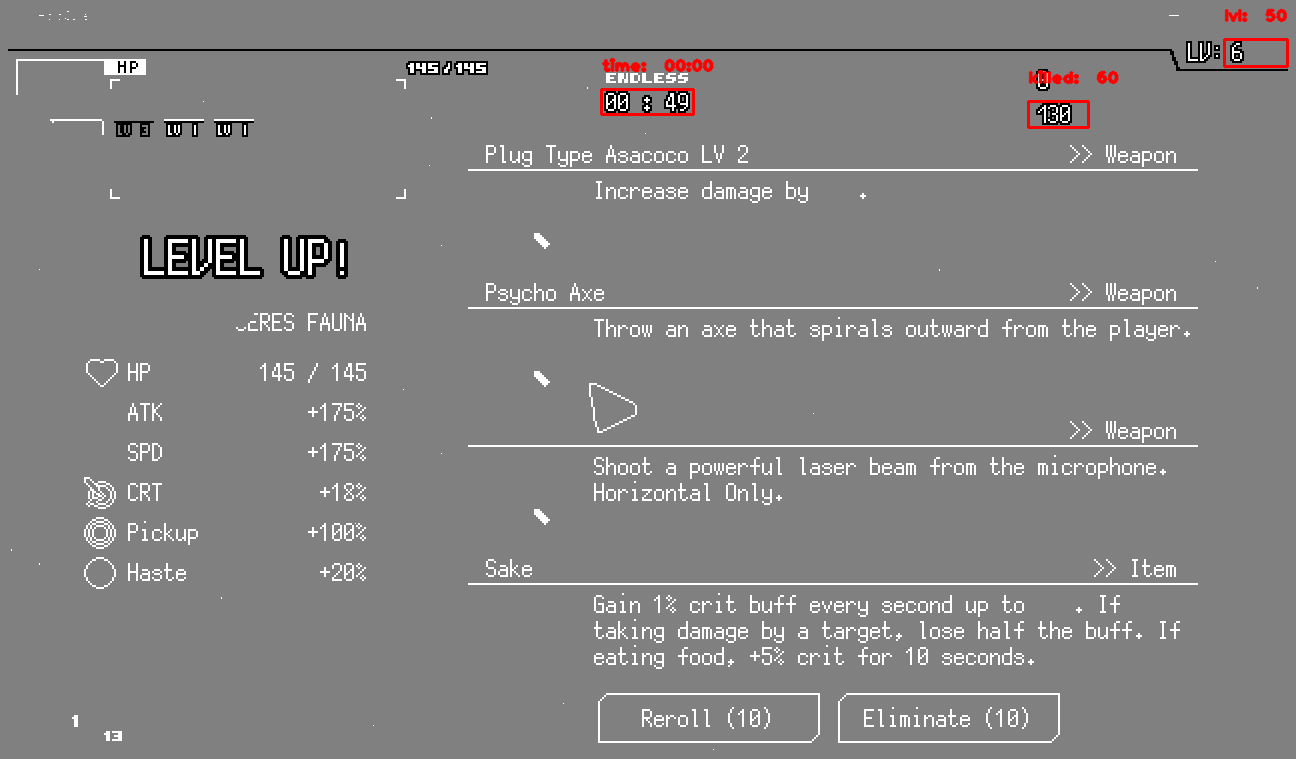 lvl: 50
LV: 6
HP
145/145
time: 00:00
ENDLESS
00 : 49
killed: 60
0
130
LV 3 LV 1 LV 1
Plug Type Asacoco LV 2 >> Weapon
Increase damage by .
LEVEL UP!
Psycho Axe >> Weapon
Throw an axe that spirals outward from the player.
CERES FAUNA
HP 145 / 145
ATK +175%
SPD +175%
CRT +18%
Pickup +100%
Haste +20%
>> Weapon
Shoot a powerful laser beam from the microphone.
Horizontal Only.
Sake >> Item
Gain 1% crit buff every second up to . If
taking damage by a target, lose half the buff. If
eating food, +5% crit for 10 seconds.
Reroll (10) Eliminate (10)
1
13